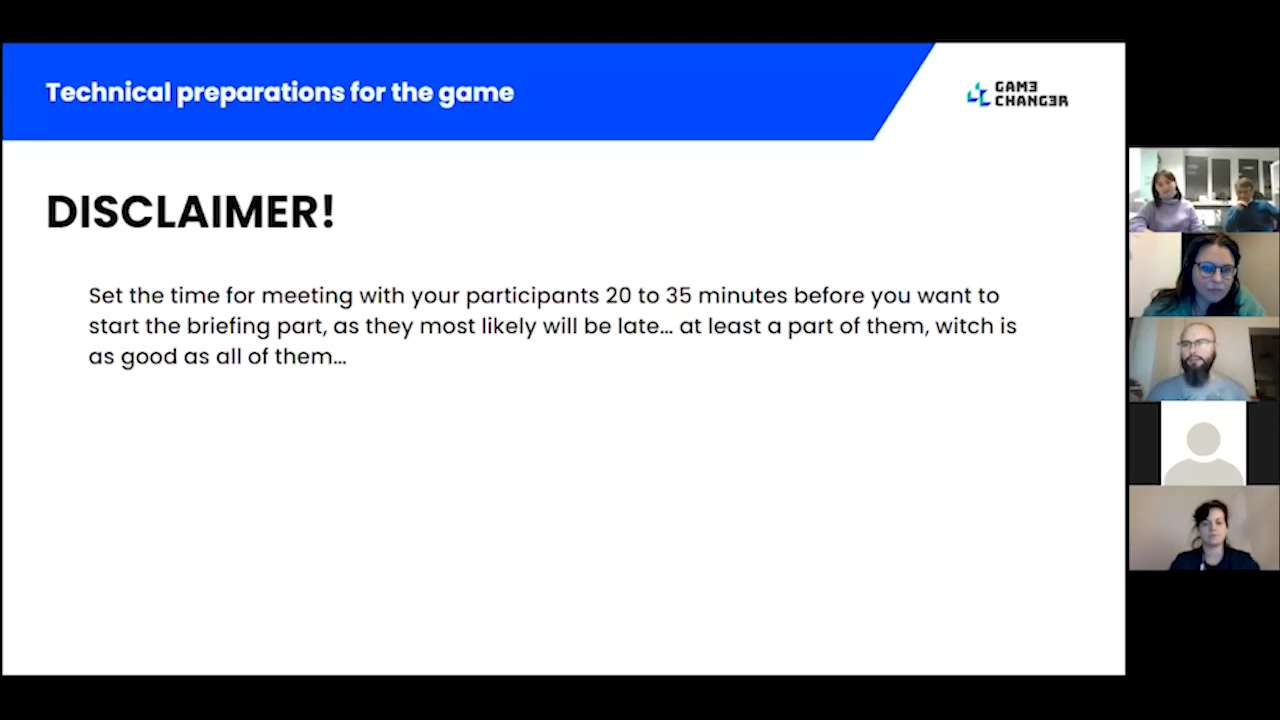 Technical preparations for the game
GAMƎ
CHANGƎR
DISCLAIMER!
Set the time for meeting with your participants 20 to 35 minutes before you want to
start the briefing part, as they most likely will be late... at least a part of them, witch is
as good as all of them...